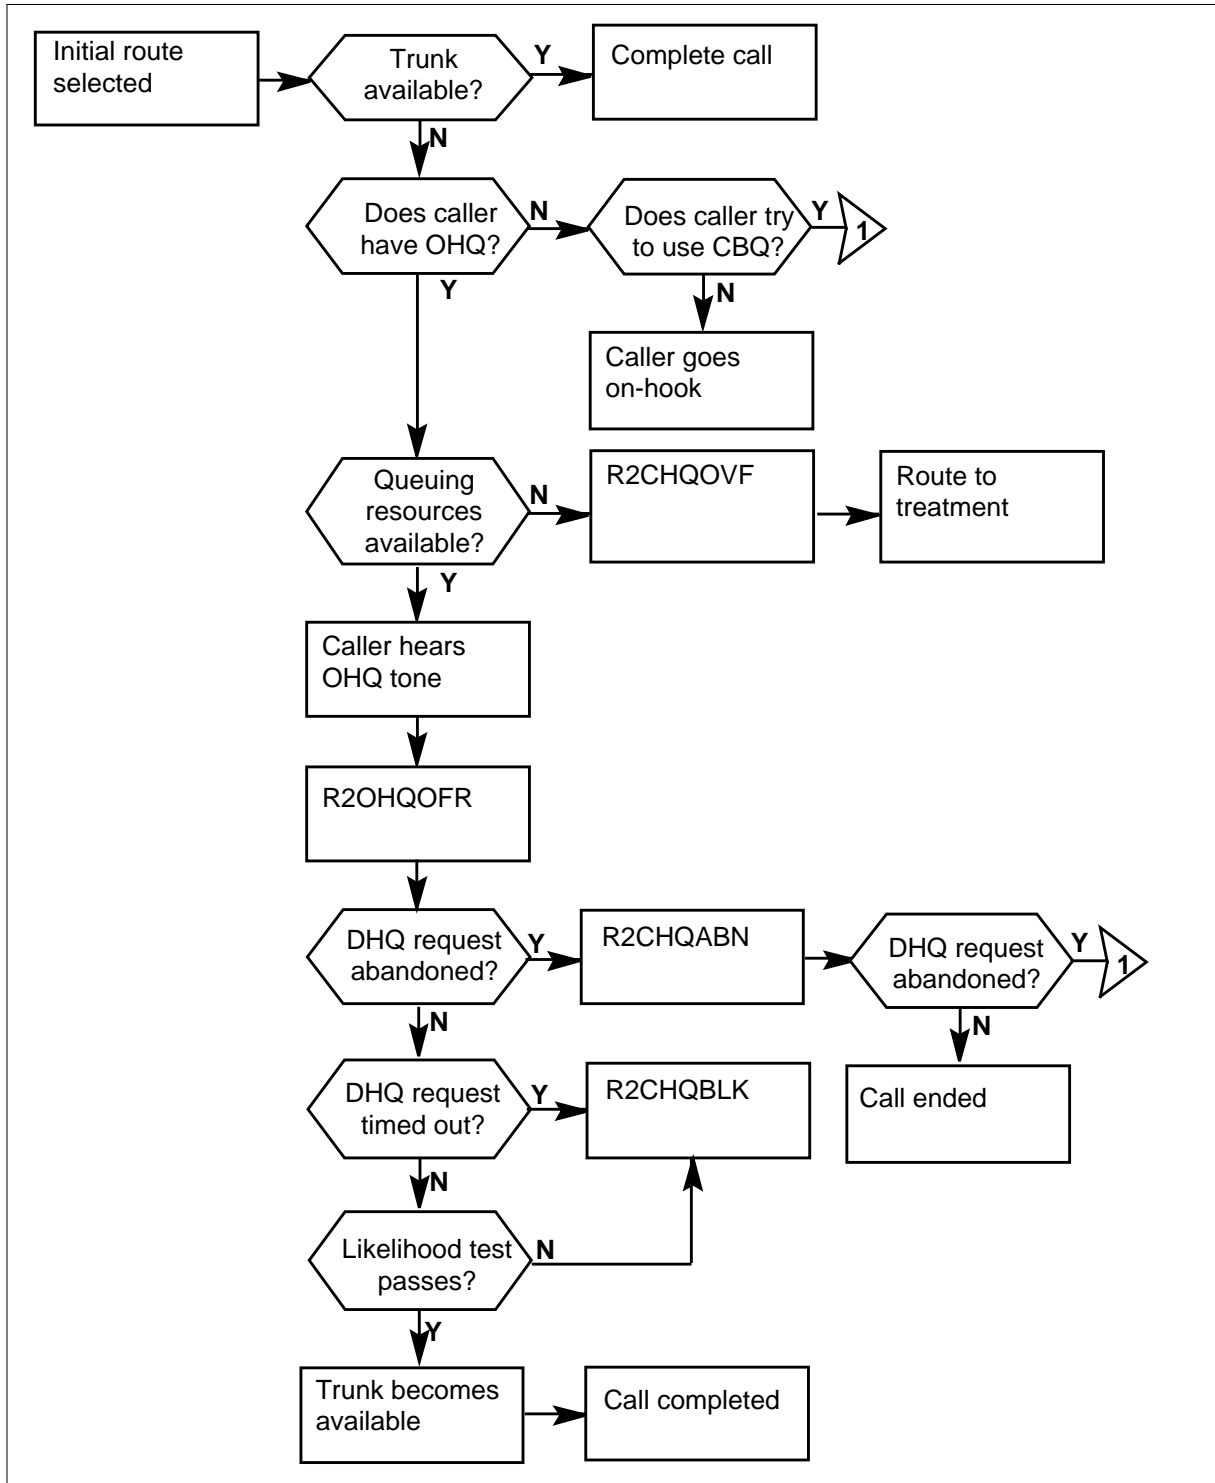 Initial route
selected
Trunk
available?
Y
Complete call
N
Does caller
have OHQ?
N
Does caller try
to use CBQ?
Y
1
Y
N
Caller goes
on-hook
Queuing
resources
available?
N
R2CHQOVF
Route to
treatment
Y
Caller hears
OHQ tone
R2OHQOFR
DHQ request
abandoned?
Y
R2CHQABN
DHQ request
abandoned?
Y
1
N
N
Call ended
DHQ request
timed out?
Y
R2CHQBLK
N
Likelihood test
passes?
N
Y
Trunk becomes
available
Call completed